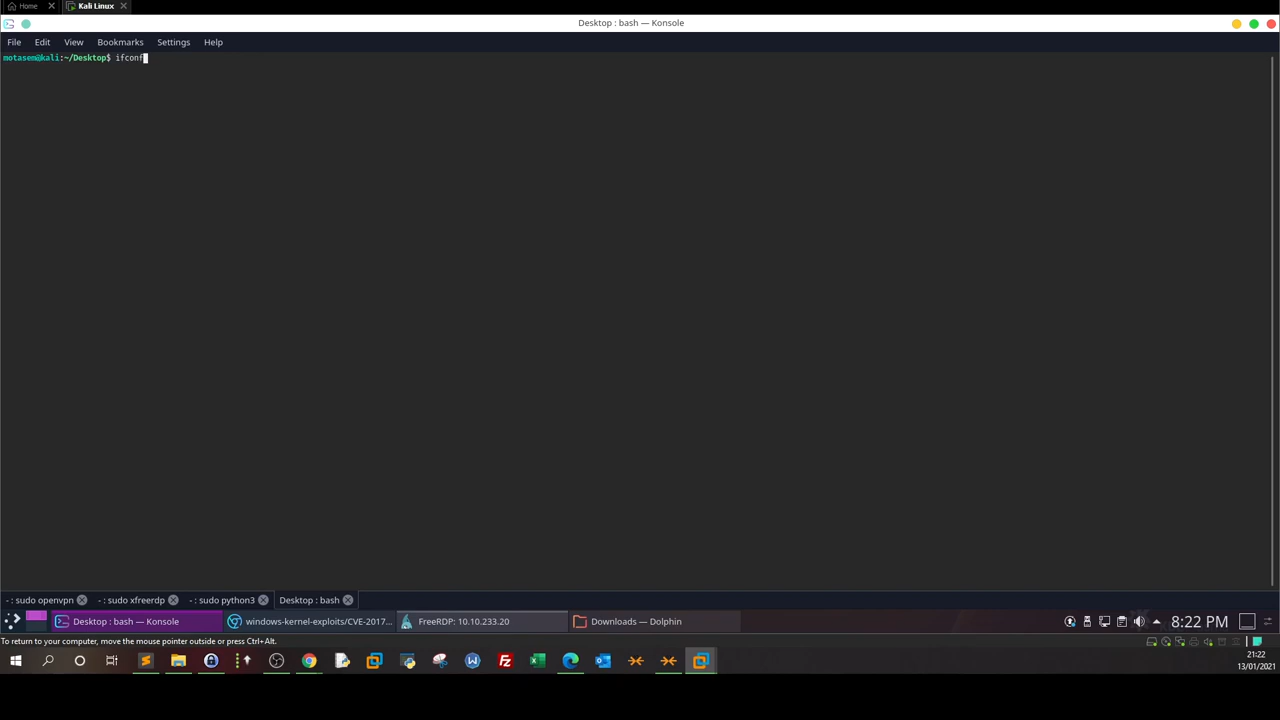 Home
Kali Linux
Desktop : bash — Konsole
File Edit View Bookmarks Settings Help
motasem@kali:~/Desktop$ ifconf
- : sudo openvpn
- : sudo xfreerdp
- : sudo python3
Desktop : bash
Desktop : bash — Konsole
windows-kernel-exploits/CVE-2017...
FreeRDP: 10.10.233.20
Downloads — Dolphin
8:22 PM
To return to your computer, move the mouse pointer outside or press Ctrl+Alt.
21:22
13/01/2021